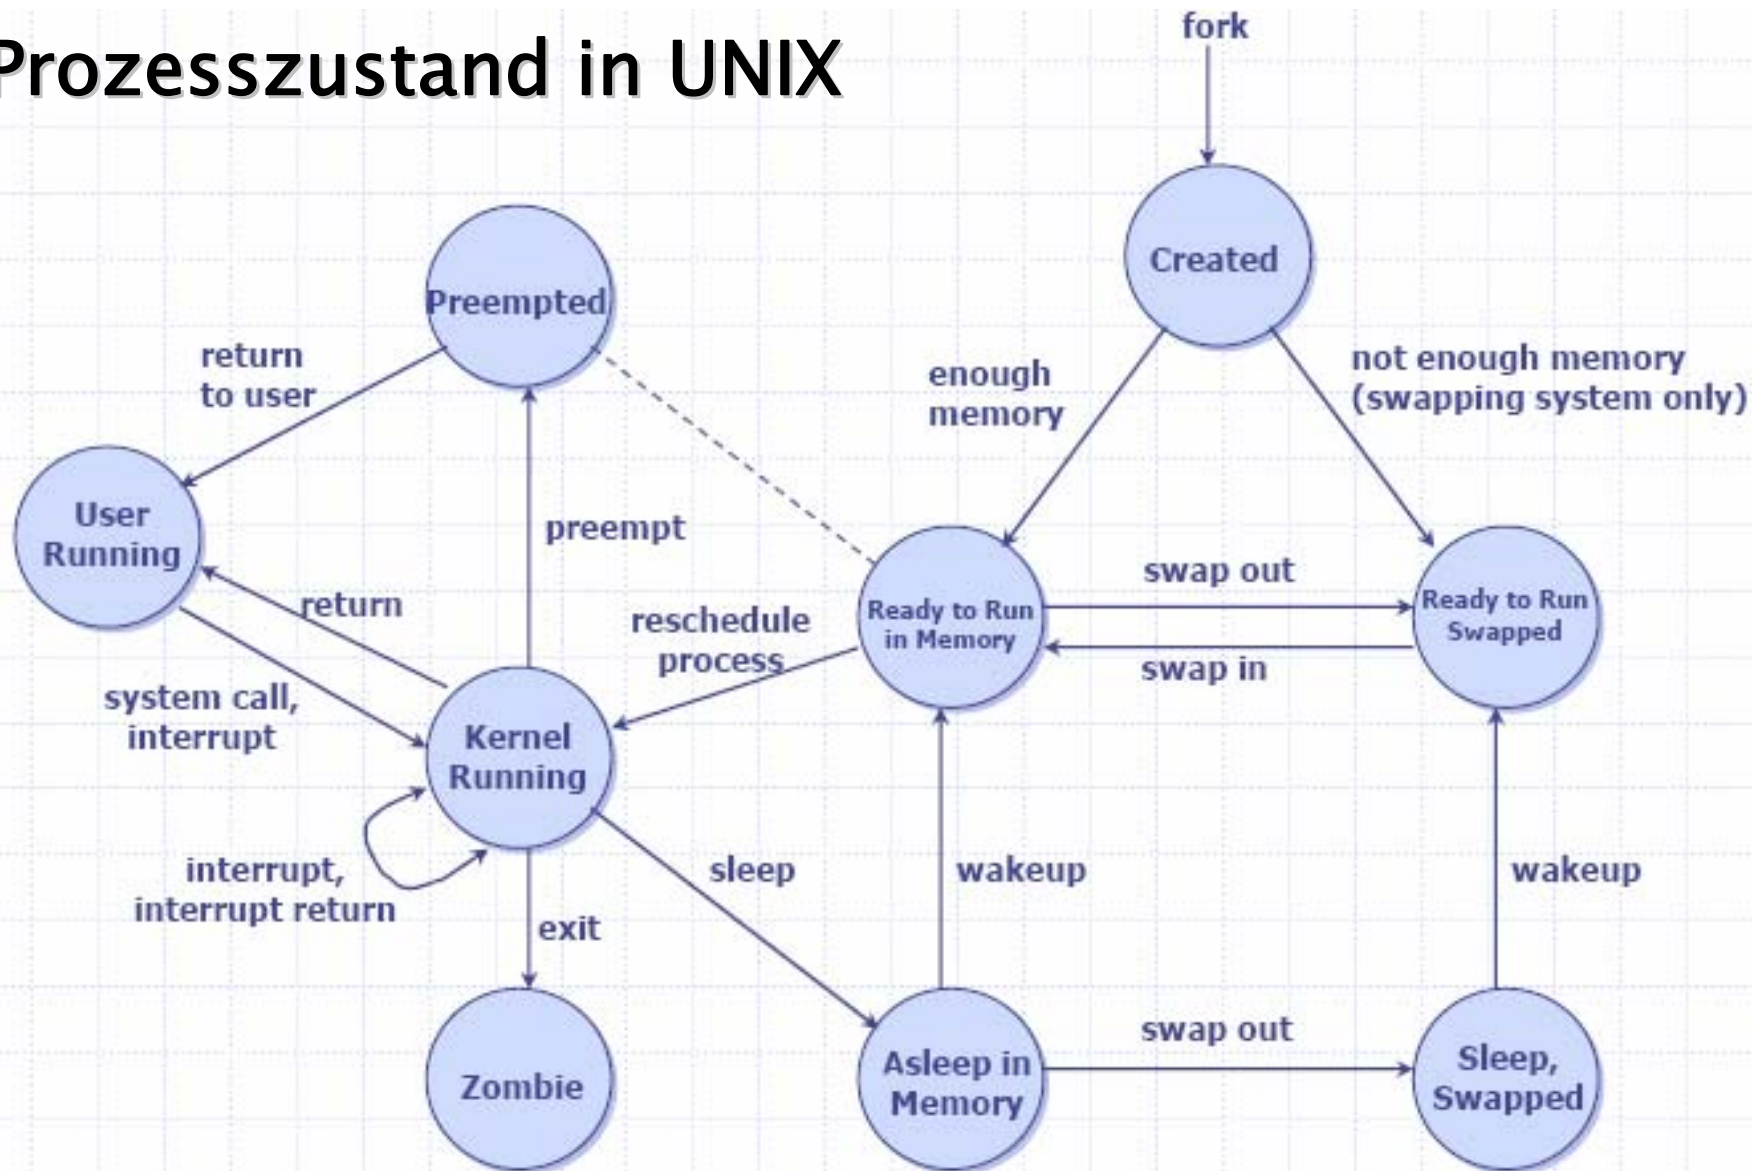 Prozesszustand in UNIX
fork
Created
Preempted
return
to user
enough
memory
not enough memory
(swapping system only)
User
Running
preempt
return
reschedule
process
Ready to Run
in Memory
swap out
swap in
Ready to Run
Swapped
system call,
interrupt
Kernel
Running
interrupt,
interrupt return
exit
sleep
wakeup
wakeup
Zombie
Asleep in
Memory
swap out
Sleep,
Swapped